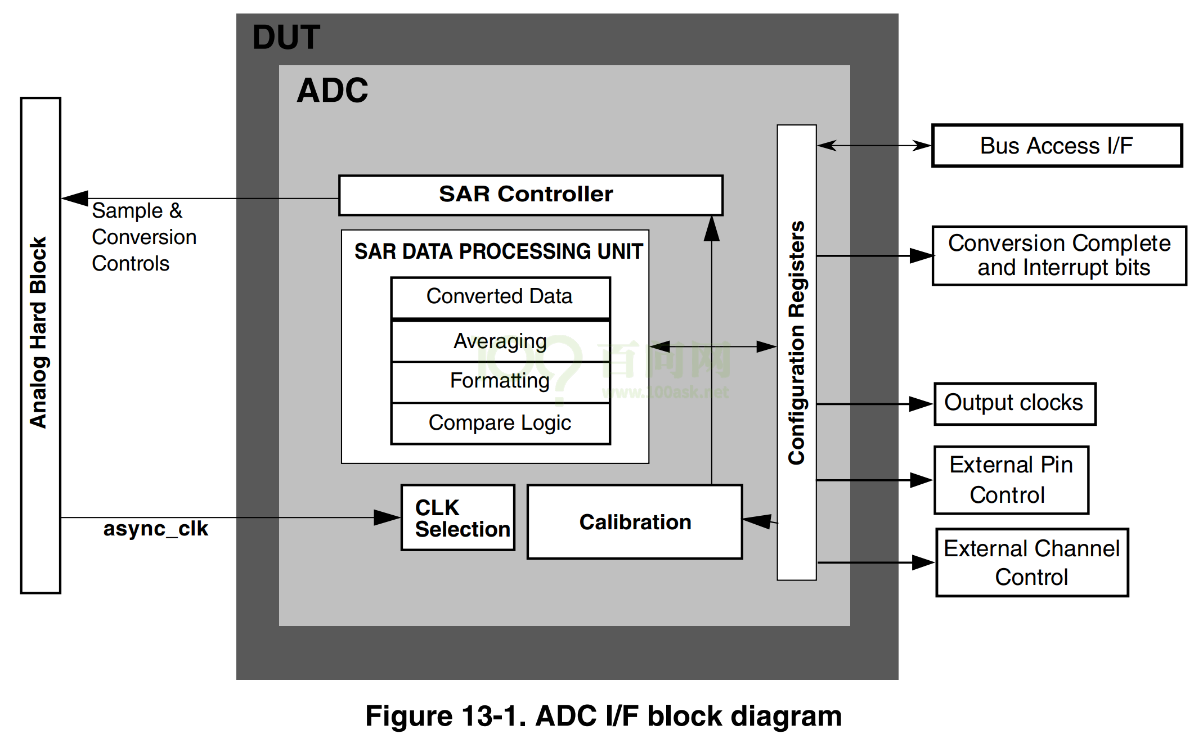 DUT
ADC
Analog Hard Block
Sample &
Conversion
Controls
async_clk
SAR Controller
SAR DATA PROCESSING UNIT
Converted Data
Averaging
Formatting
Compare Logic
CLK
Selection
Calibration
Configuration Registers
Bus Access I/F
Conversion Complete
and Interrupt bits
Output clocks
External Pin
Control
External Channel
Control
100?百问网
www.100ask.net
Figure 13-1. ADC I/F block diagram